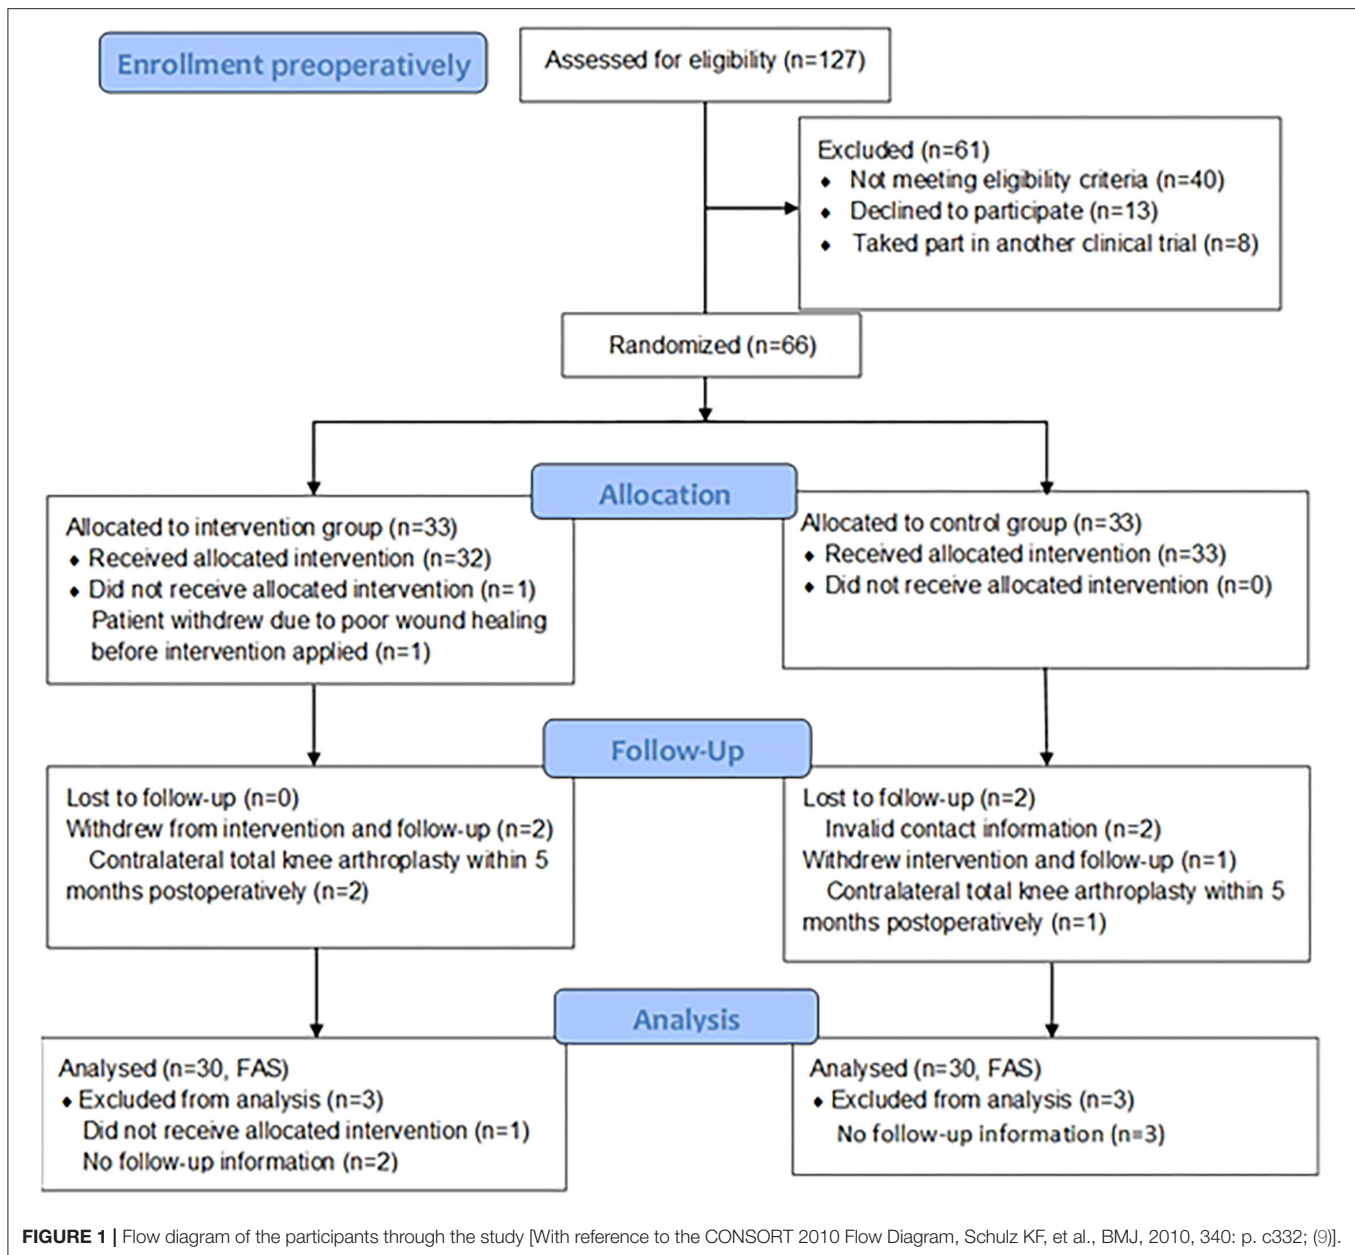 Enrollment preoperatively
Assessed for eligibility (n=127)
Excluded (n=61)
♦ Not meeting eligibility criteria (n=40)
♦ Declined to participate (n=13)
♦ Taked part in another clinical trial (n=8)
Randomized (n=66)
Allocation
Allocated to intervention group (n=33)
♦ Received allocated intervention (n=32)
♦ Did not receive allocated intervention (n=1)
Patient withdrew due to poor wound healing
before intervention applied (n=1)
Allocated to control group (n=33)
♦ Received allocated intervention (n=33)
♦ Did not receive allocated intervention (n=0)
Follow-Up
Lost to follow-up (n=0)
Withdrew from intervention and follow-up (n=2)
Contralateral total knee arthroplasty within 5
months postoperatively (n=2)
Lost to follow-up (n=2)
Invalid contact information (n=2)
Withdrew intervention and follow-up (n=1)
Contralateral total knee arthroplasty within 5
months postoperatively (n=1)
Analysis
Analysed (n=30, FAS)
♦ Excluded from analysis (n=3)
Did not receive allocated intervention (n=1)
No follow-up information (n=2)
Analysed (n=30, FAS)
♦ Excluded from analysis (n=3)
No follow-up information (n=3)
FIGURE 1 | Flow diagram of the participants through the study [With reference to the CONSORT 2010 Flow Diagram, Schulz KF, et al., BMJ, 2010, 340: p. c332; (9)].